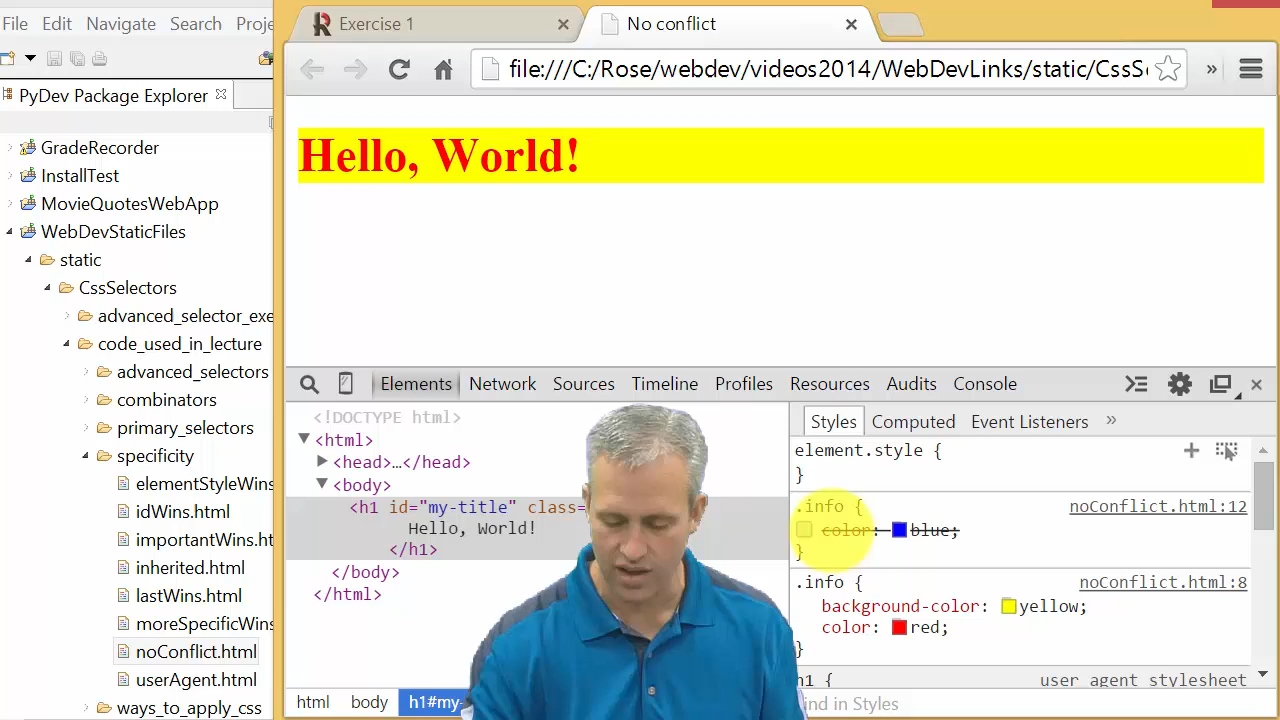 File Edit Navigate Search Proje
PyDev Package Explorer
GradeRecorder
InstallTest
MovieQuotesWebApp
WebDevStaticFiles
static
CssSelectors
advanced_selector_exe
code_used_in_lecture
advanced_selectors
combinators
primary_selectors
specificity
elementStyleWins
idWins.html
importantWins.ht
inherited.html
lastWins.html
moreSpecificWins
noConflict.html
userAgent.html
ways_to_apply_css
Exercise 1
No conflict
file:///C:/Rose/webdev/videos2014/WebDevLinks/static/CssSe
»
Hello, World!
Elements Network Sources Timeline Profiles Resources Audits Console
<!DOCTYPE html>
<html>
<head>…</head>
<body>
<h1 id="my-title" class=
Hello, World!
</h1>
</body>
</html>
html body h1#my-
Styles Computed Event Listeners »
element.style {
}
.info { noConflict.html:12
color: blue;
}
.info { noConflict.html:8
background-color: yellow;
color: red;
}
h1 { user agent stylesheet
ind in Styles